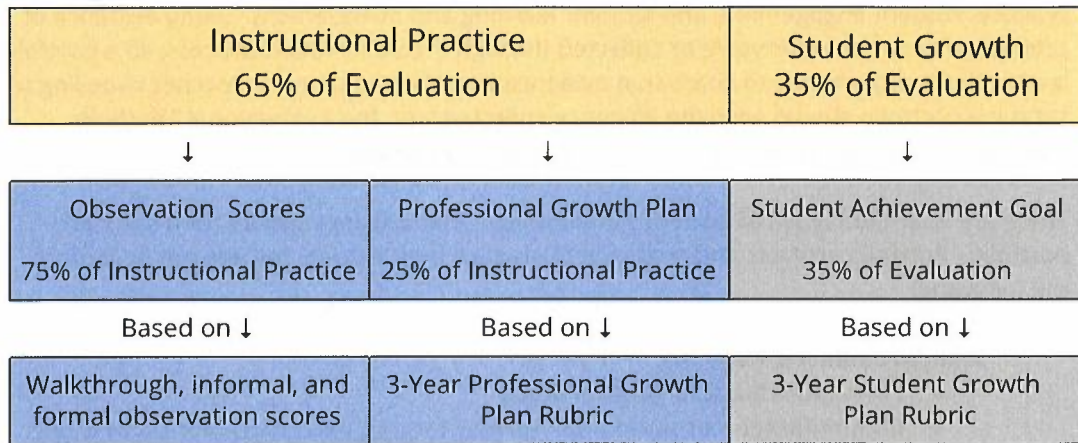 Instructional Practice
65% of Evaluation
Student Growth
35% of Evaluation
↓ ↓ ↓
Observation Scores
75% of Instructional Practice
Professional Growth Plan
25% of Instructional Practice
Student Achievement Goal
35% of Evaluation
Based on ↓ Based on ↓ Based on ↓
Walkthrough, informal, and
formal observation scores
3-Year Professional Growth
Plan Rubric
3-Year Student Growth
Plan Rubric